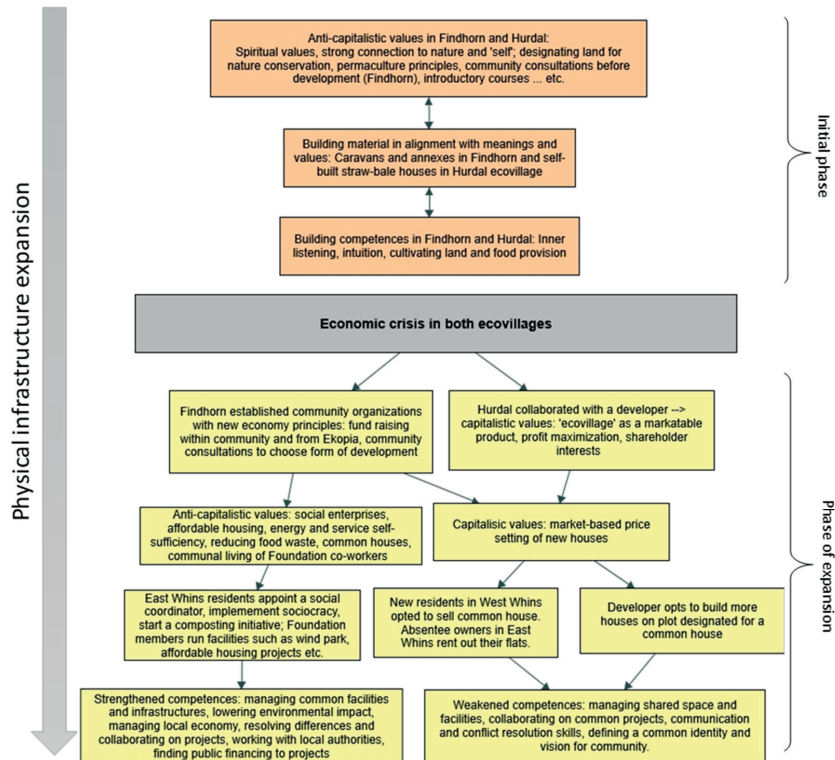 Anti-capitalistic values in Findhorn and Hurdal:
Spiritual values, strong connection to nature and 'self'; designating land for
nature conservation, permaculture principles, community consultations before
development (Findhorn), introductory courses ... etc.
Building material in alignment with meanings and
values: Caravans and annexes in Findhorn and self-
built straw-bale houses in Hurdal ecovillage
Building competences in Findhorn and Hurdal: Inner
listening, intuition, cultivating land and food provision
Initial phase
Physical infrastructure expansion
Economic crisis in both ecovillages
Findhorn established community organizations
with new economy principles: fund raising
within community and from Ekopia, community
consultations to choose form of development
Hurdal collaborated with a developer -->
capitalistic values: 'ecovillage' as a markatable
product, profit maximization, shareholder
interests
Anti-capitalistic values: social enterprises,
affordable housing, energy and service self-
sufficiency, reducing food waste, common houses,
communal living of Foundation co-workers
Capitalisic values: market-based price
setting of new houses
East Whins residents appoint a social
coordinator, implement sociocracy,
start a composting initiative; Foundation
members run facilities such as wind park,
affordable housing projects etc.
New residents in West Whins
opted to sell common house.
Absentee owners in East
Whins rent out their flats.
Developer opts to build more
houses on plot designated for a
common house
Strengthened competences: managing common facilities
and infrastructures, lowering environmental impact,
managing local economy, resolving differences and
collaborating on projects, working with local authorities,
finding public financing to projects
Weakened competences: managing shared space and
facilities, collaborating on common projects, communication
and conflict resolution skills, defining a common identity and
vision for community.
Phase of expansion